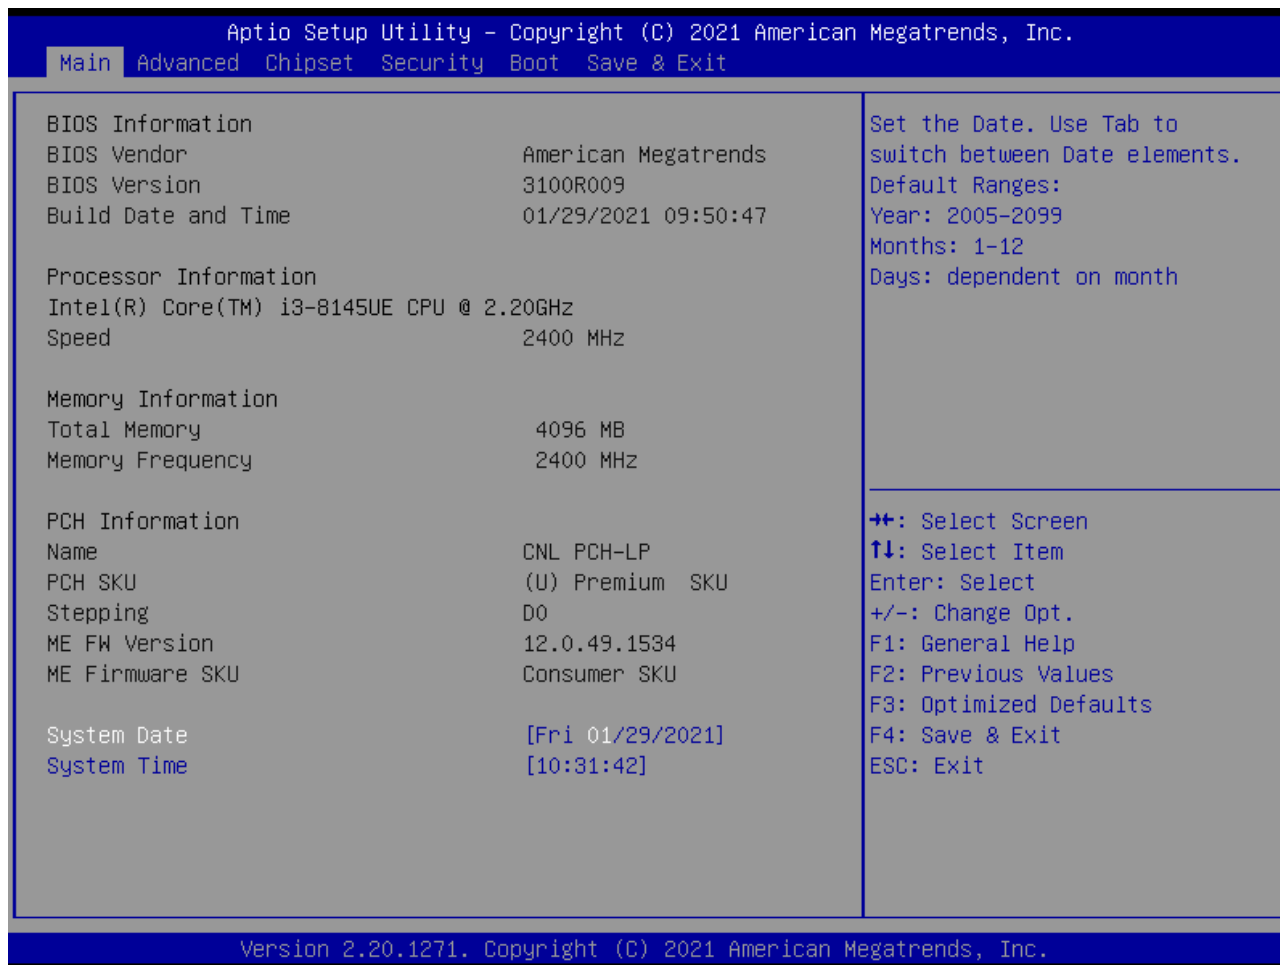 Aptio Setup Utility – Copyright (C) 2021 American Megatrends, Inc.
Main Advanced Chipset Security Boot Save & Exit
BIOS Information
BIOS Vendor American Megatrends
BIOS Version 3100R009
Build Date and Time 01/29/2021 09:50:47
Processor Information
Intel(R) Core(TM) i3-8145UE CPU @ 2.20GHz
Speed 2400 MHz
Memory Information
Total Memory 4096 MB
Memory Frequency 2400 MHz
PCH Information
Name CNL PCH-LP
PCH SKU (U) Premium SKU
Stepping D0
ME FW Version 12.0.49.1534
ME Firmware SKU Consumer SKU
System Date [Fri 01/29/2021]
System Time [10:31:42]
Set the Date. Use Tab to
switch between Date elements.
Default Ranges:
Year: 2005-2099
Months: 1-12
Days: dependent on month
→←: Select Screen
↑↓: Select Item
Enter: Select
+/-: Change Opt.
F1: General Help
F2: Previous Values
F3: Optimized Defaults
F4: Save & Exit
ESC: Exit
Version 2.20.1271. Copyright (C) 2021 American Megatrends, Inc.